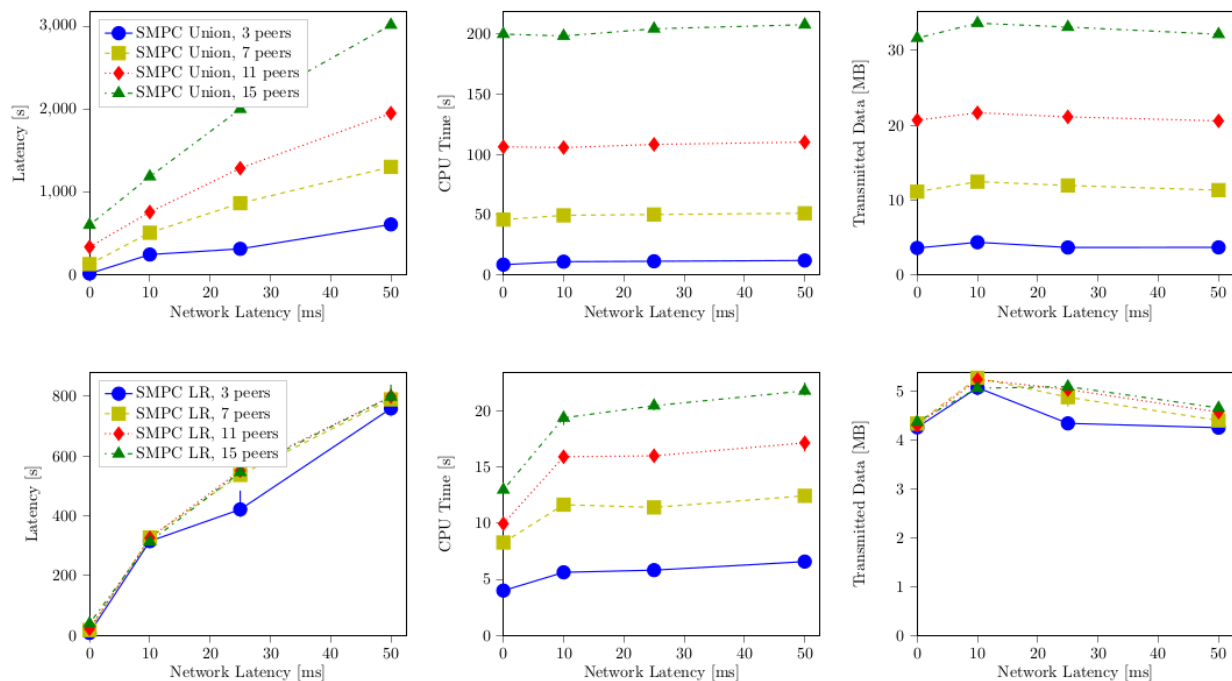 3,000
2,000
1,000
0
Latency [s]
SMPC Union, 3 peers
SMPC Union, 7 peers
SMPC Union, 11 peers
SMPC Union, 15 peers
0 10 20 30 40 50
Network Latency [ms]
200
150
100
50
0
CPU Time [s]
0 10 20 30 40 50
Network Latency [ms]
30
20
10
0
Transmitted Data [MB]
0 10 20 30 40 50
Network Latency [ms]
800
600
400
200
0
Latency [s]
SMPC LR, 3 peers
SMPC LR, 7 peers
SMPC LR, 11 peers
SMPC LR, 15 peers
0 10 20 30 40 50
Network Latency [ms]
20
15
10
5
0
CPU Time [s]
0 10 20 30 40 50
Network Latency [ms]
5
4
3
2
1
0
Transmitted Data [MB]
0 10 20 30 40 50
Network Latency [ms]